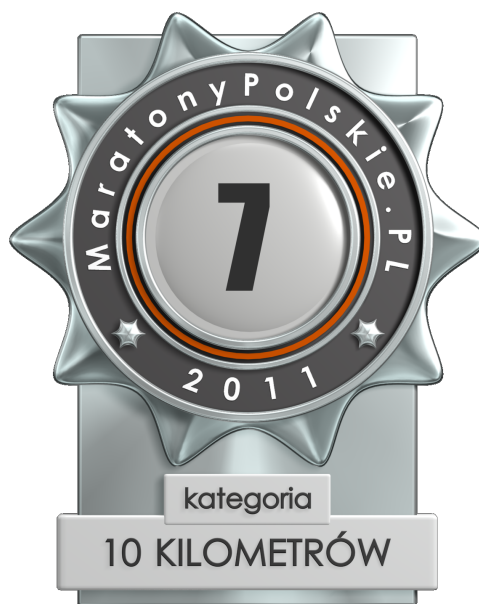 MaratonyPolskie.PL
7
2011
kategoria
10 KILOMETRÓW